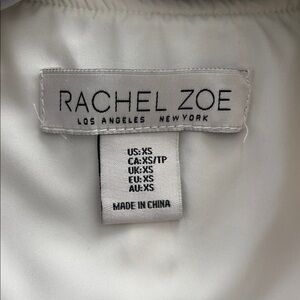 RACHEL ZOE
LOS ANGELES NEW YORK
US:XS
CA:XS/TP
UK:XS
EU:XS
AU:XS
MADE IN CHINA